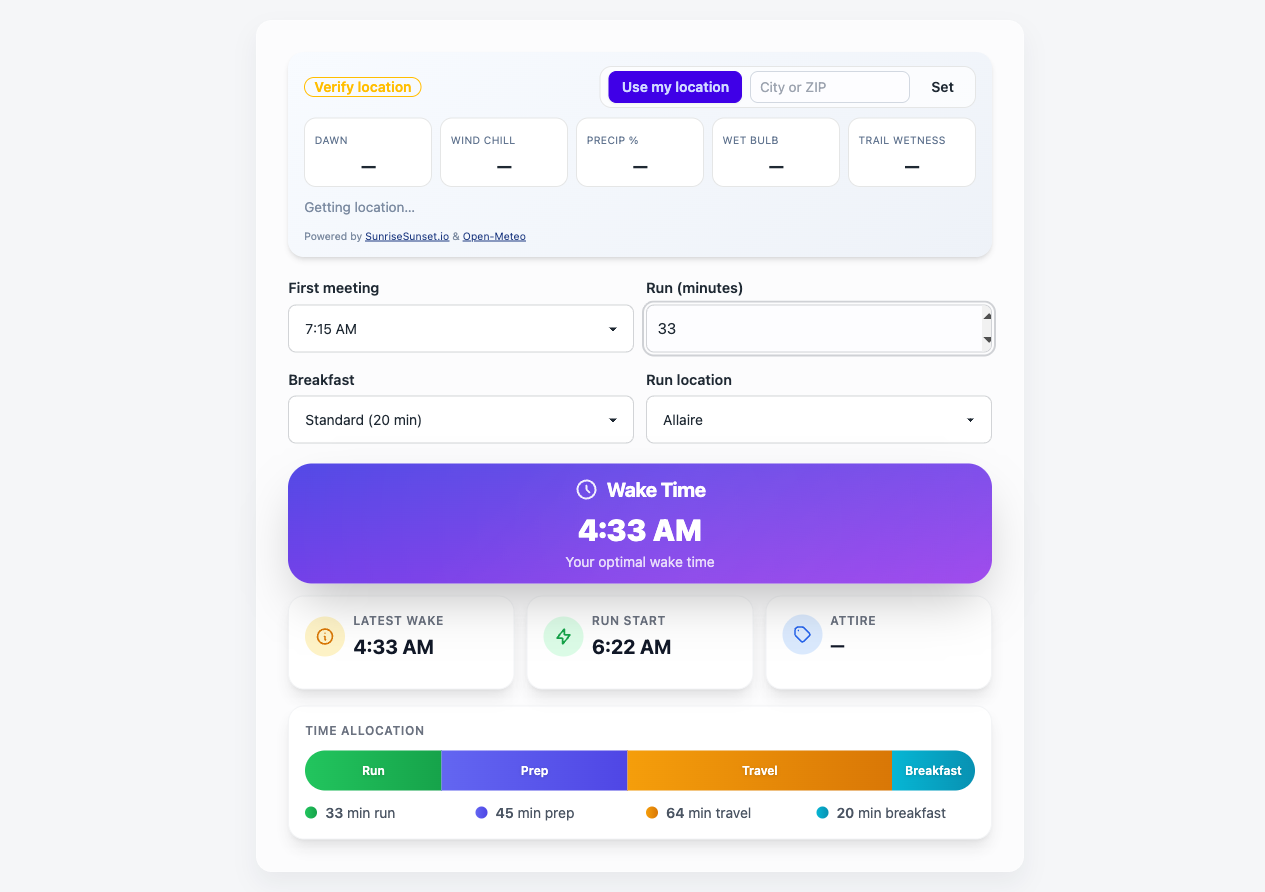 Verify location
Use my location
City or ZIP
Set
DAWN
WIND CHILL
PRECIP %
WET BULB
TRAIL WETNESS
—
—
—
—
—
Getting location...
Powered by SunriseSunset.io & Open-Meteo
First meeting
Run (minutes)
7:15 AM
33
Breakfast
Run location
Standard (20 min)
Allaire
Wake Time
4:33 AM
Your optimal wake time
LATEST WAKE
4:33 AM
RUN START
6:22 AM
ATTIRE
—
TIME ALLOCATION
Run
Prep
Travel
Breakfast
33 min run
45 min prep
64 min travel
20 min breakfast